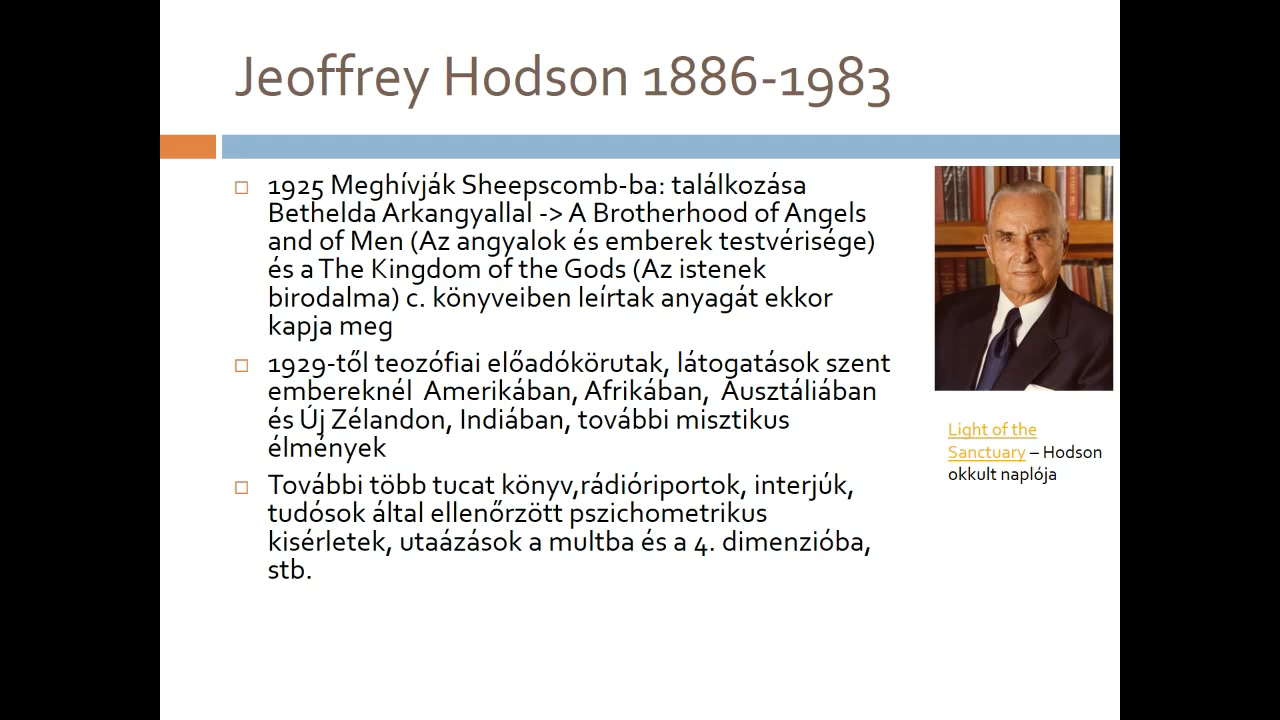 Jeoffrey Hodson 1886-1983
1925 Meghívják Sheepscomb-ba: találkozása
Bethelda Arkangyallal -> A Brotherhood of Angels
and of Men (Az angyalok és emberek testvérisége)
és a The Kingdom of the Gods (Az istenek
birodalma) c. könyveiben leírtak anyagát ekkor
kapja meg
1929-től teozófiai előadókörutak, látogatások szent
embereknél Amerikában, Afrikában, Ausztáliában
és Új Zélandon, Indiában, további misztikus
élmények
További több tucat könyv,rádióriportok, interjúk,
tudósok által ellenőrzött pszichometrikus
kisérletek, utaázások a multba és a 4. dimenzióba,
stb.
Light of the
Sanctuary – Hodson
okkult naplója